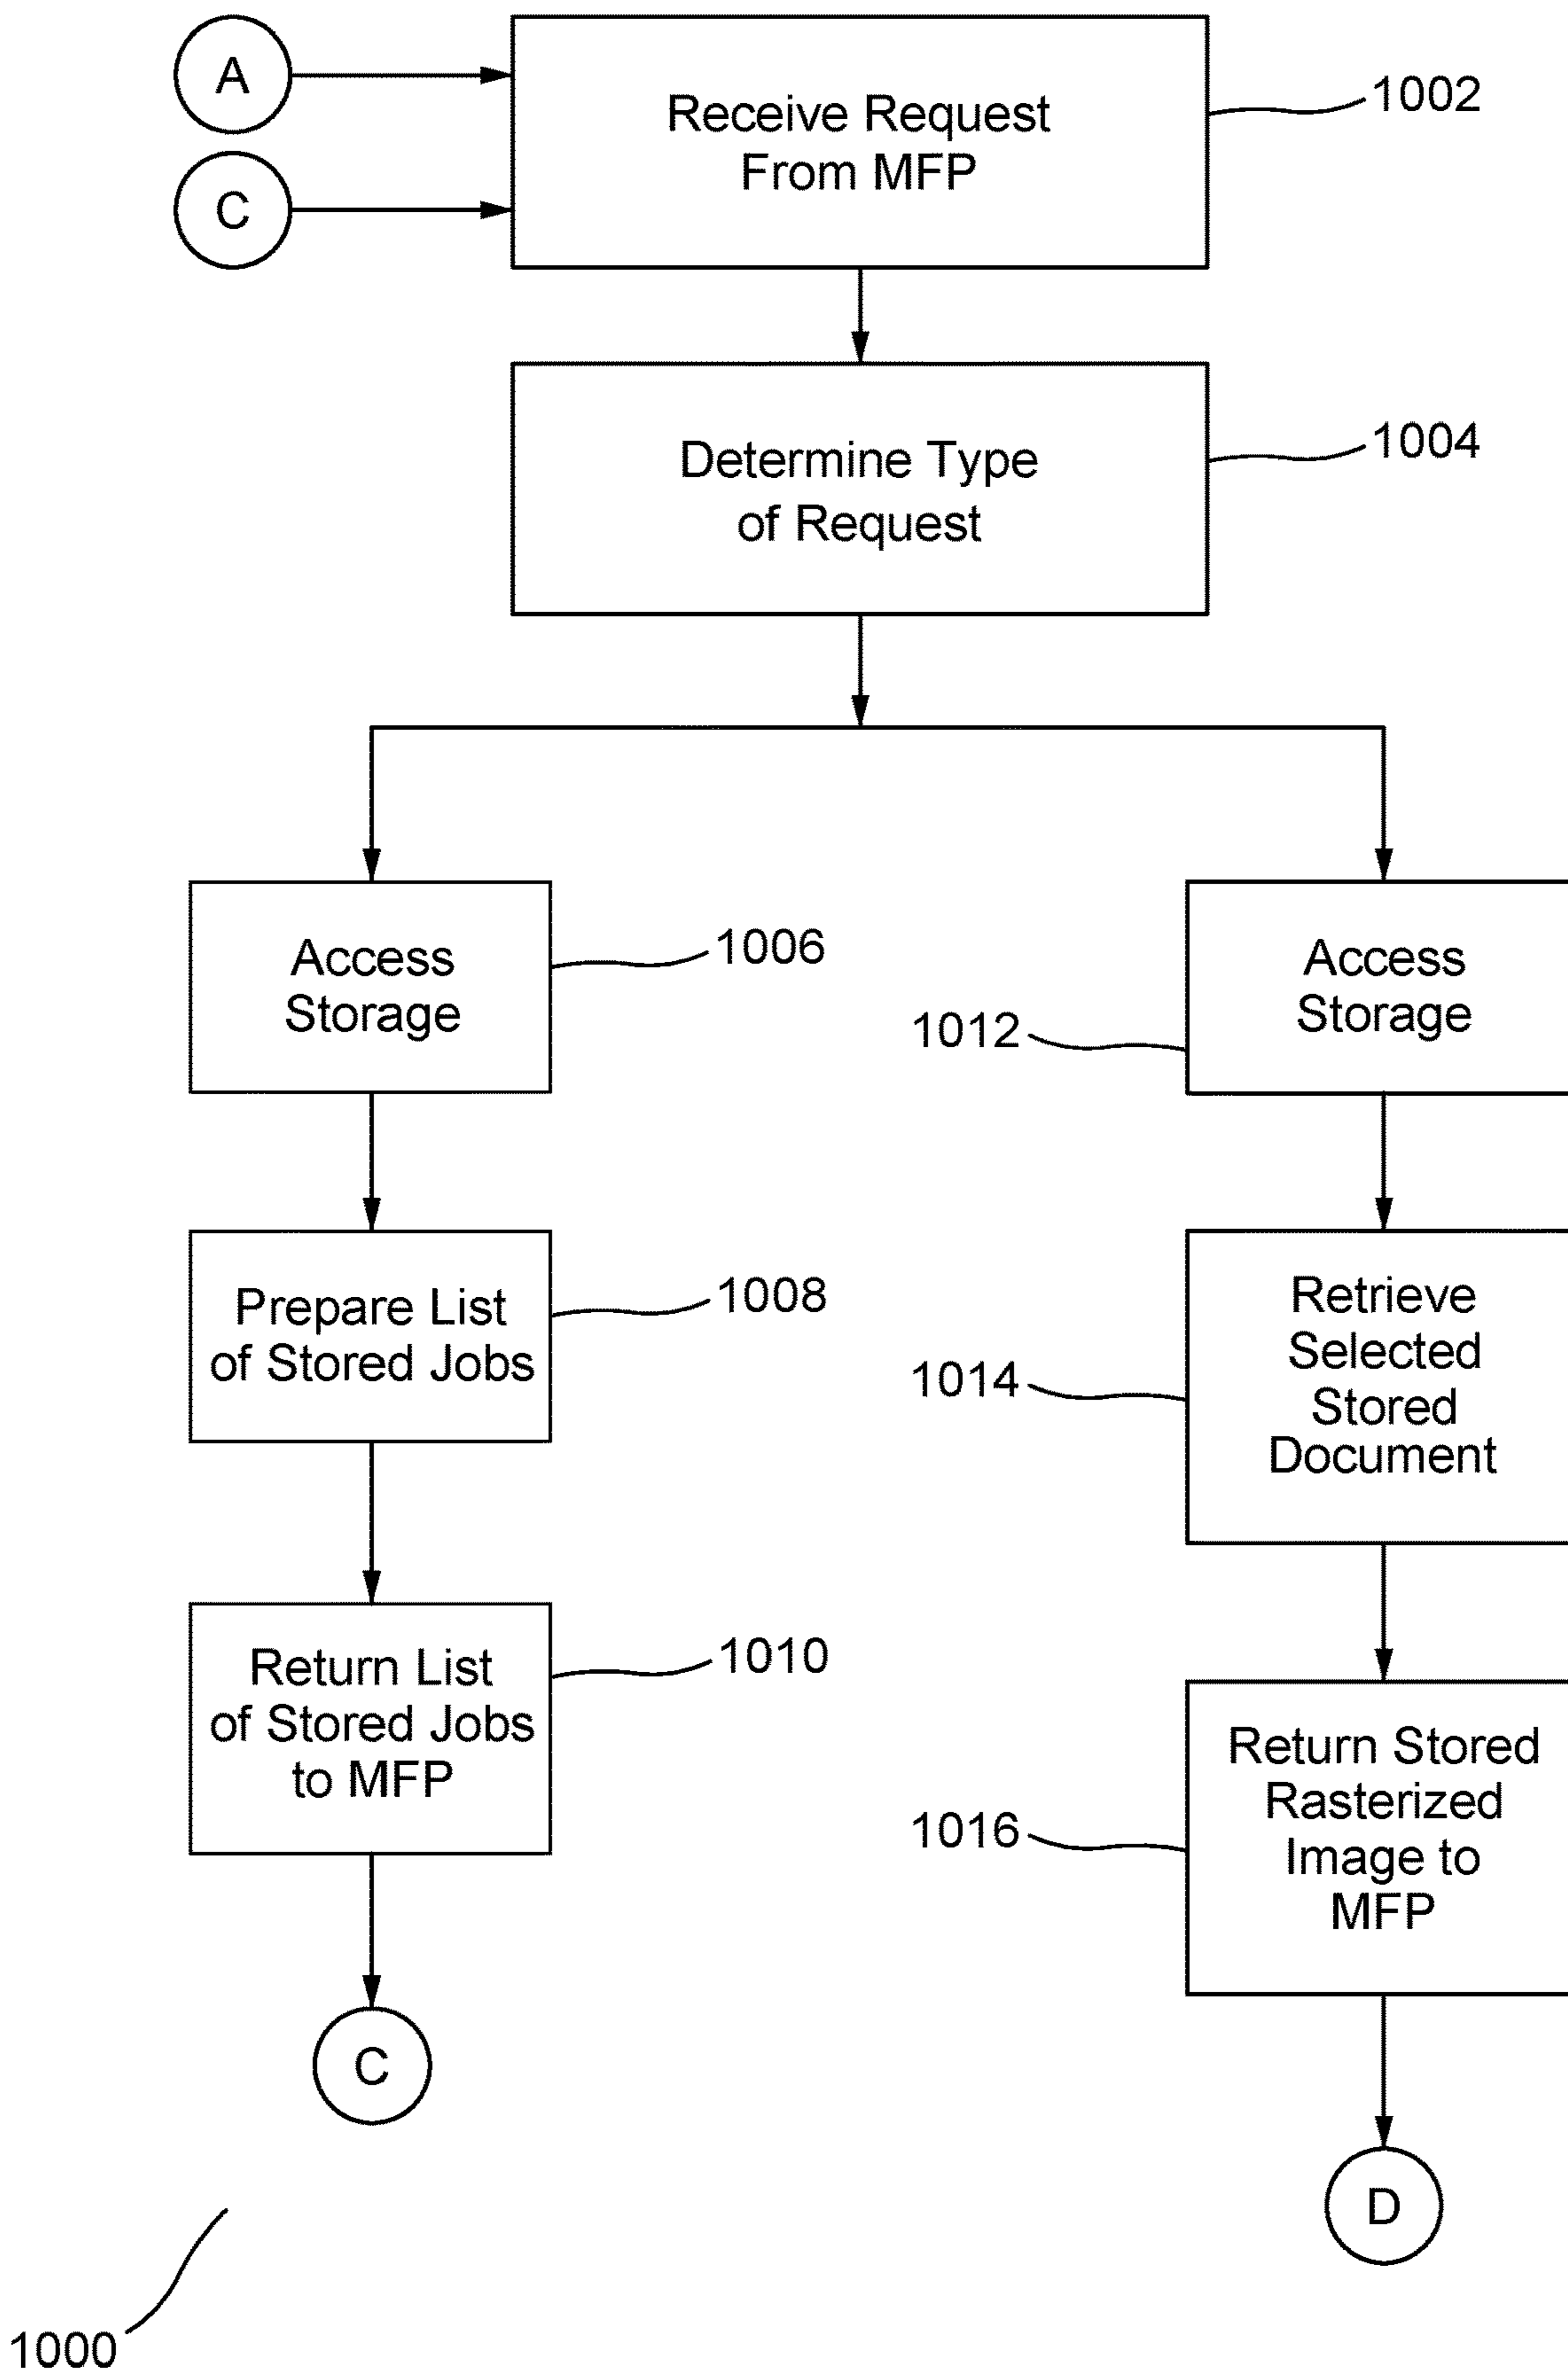 A
C
Receive Request
From MFP
1002
Determine Type
of Request
1004
Access
Storage
1006
Prepare List
of Stored Jobs
1008
Return List
of Stored Jobs
to MFP
1010
C
Access
Storage
1012
Retrieve
Selected
Stored
Document
1014
Return Stored
Rasterized
Image to
MFP
1016
D
1000